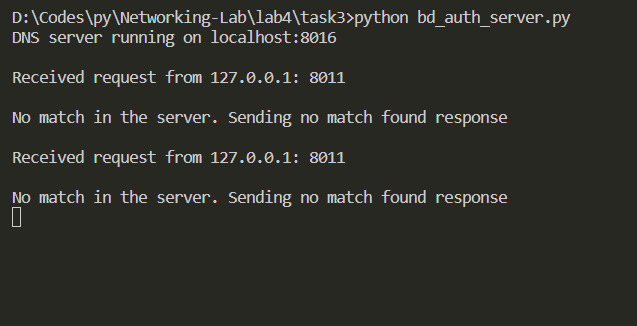 D:\Codes\py\Networking-Lab\lab4\task3>python bd_auth_server.py
DNS server running on localhost:8016
Received request from 127.0.0.1: 8011
No match in the server. Sending no match found response
Received request from 127.0.0.1: 8011
No match in the server. Sending no match found response